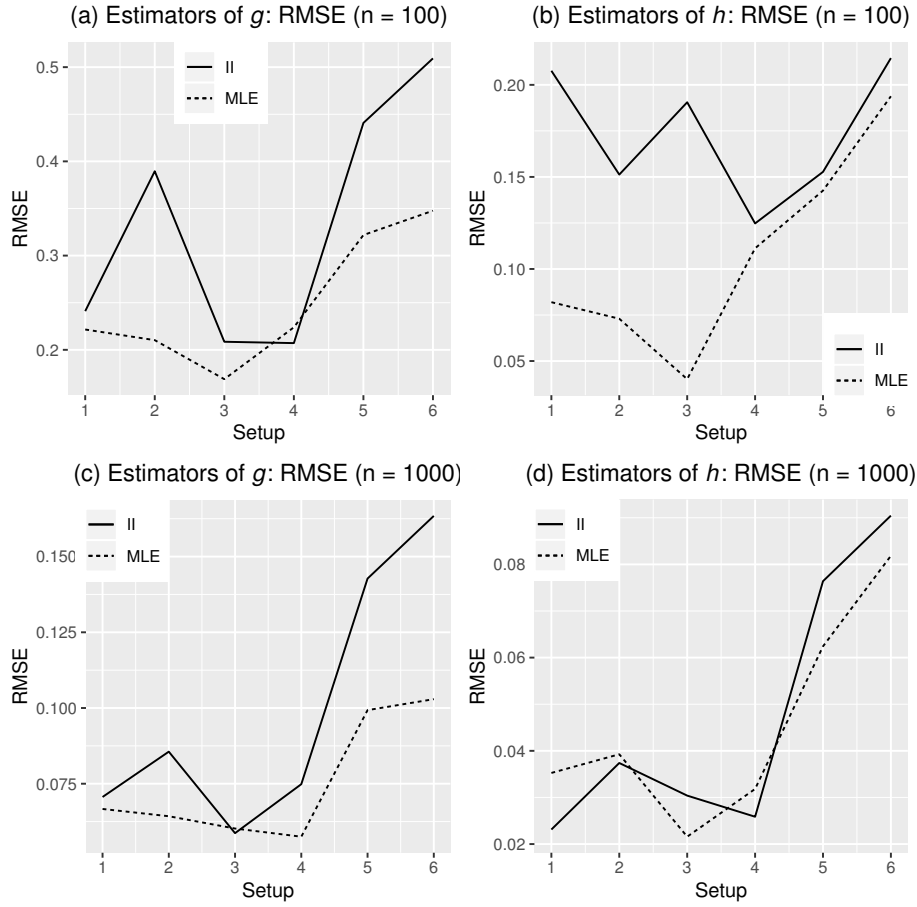 (a) Estimators of g: RMSE (n = 100)
0.5
0.4
0.3
0.2
RMSE
II
MLE
1 2 3 4 5 6
Setup
(b) Estimators of h: RMSE (n = 100)
0.20
0.15
0.10
0.05
RMSE
II
MLE
1 2 3 4 5 6
Setup
(c) Estimators of g: RMSE (n = 1000)
0.150
0.125
0.100
0.075
RMSE
II
MLE
1 2 3 4 5 6
Setup
(d) Estimators of h: RMSE (n = 1000)
0.08
0.06
0.04
0.02
RMSE
II
MLE
1 2 3 4 5 6
Setup